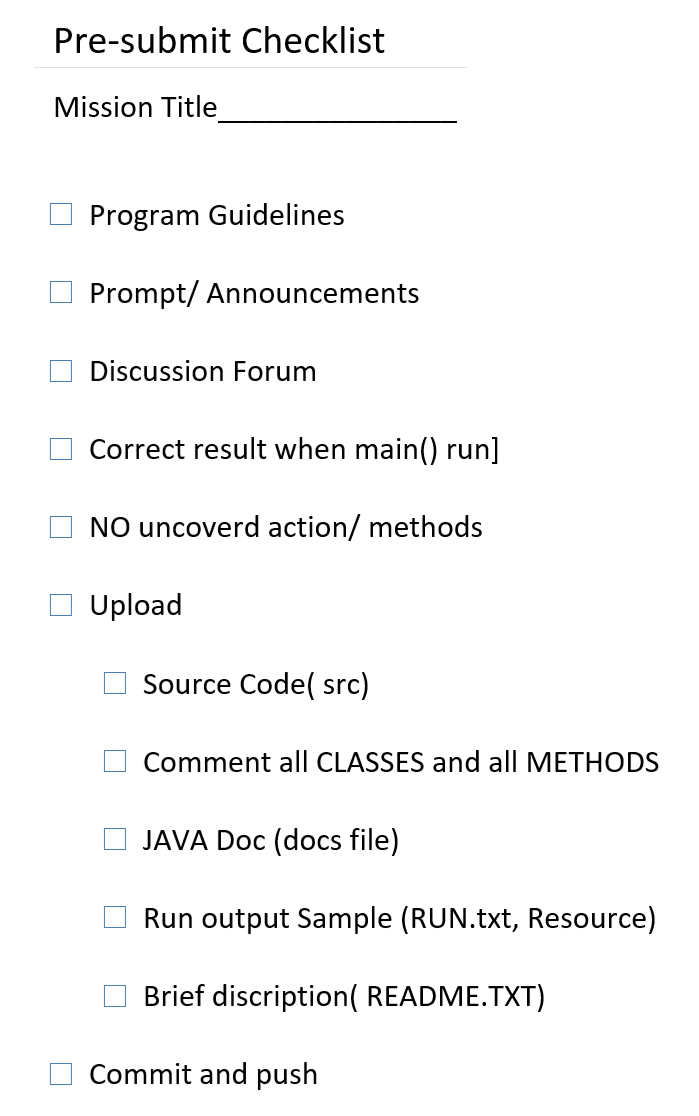 Pre-submit Checklist
Mission Title_______________
Program Guidelines
Prompt/ Announcements
Discussion Forum
Correct result when main() run]
NO uncoverd action/ methods
Upload
Source Code( src)
Comment all CLASSES and all METHODS
JAVA Doc (docs file)
Run output Sample (RUN.txt, Resource)
Brief discription( README.TXT)
Commit and push